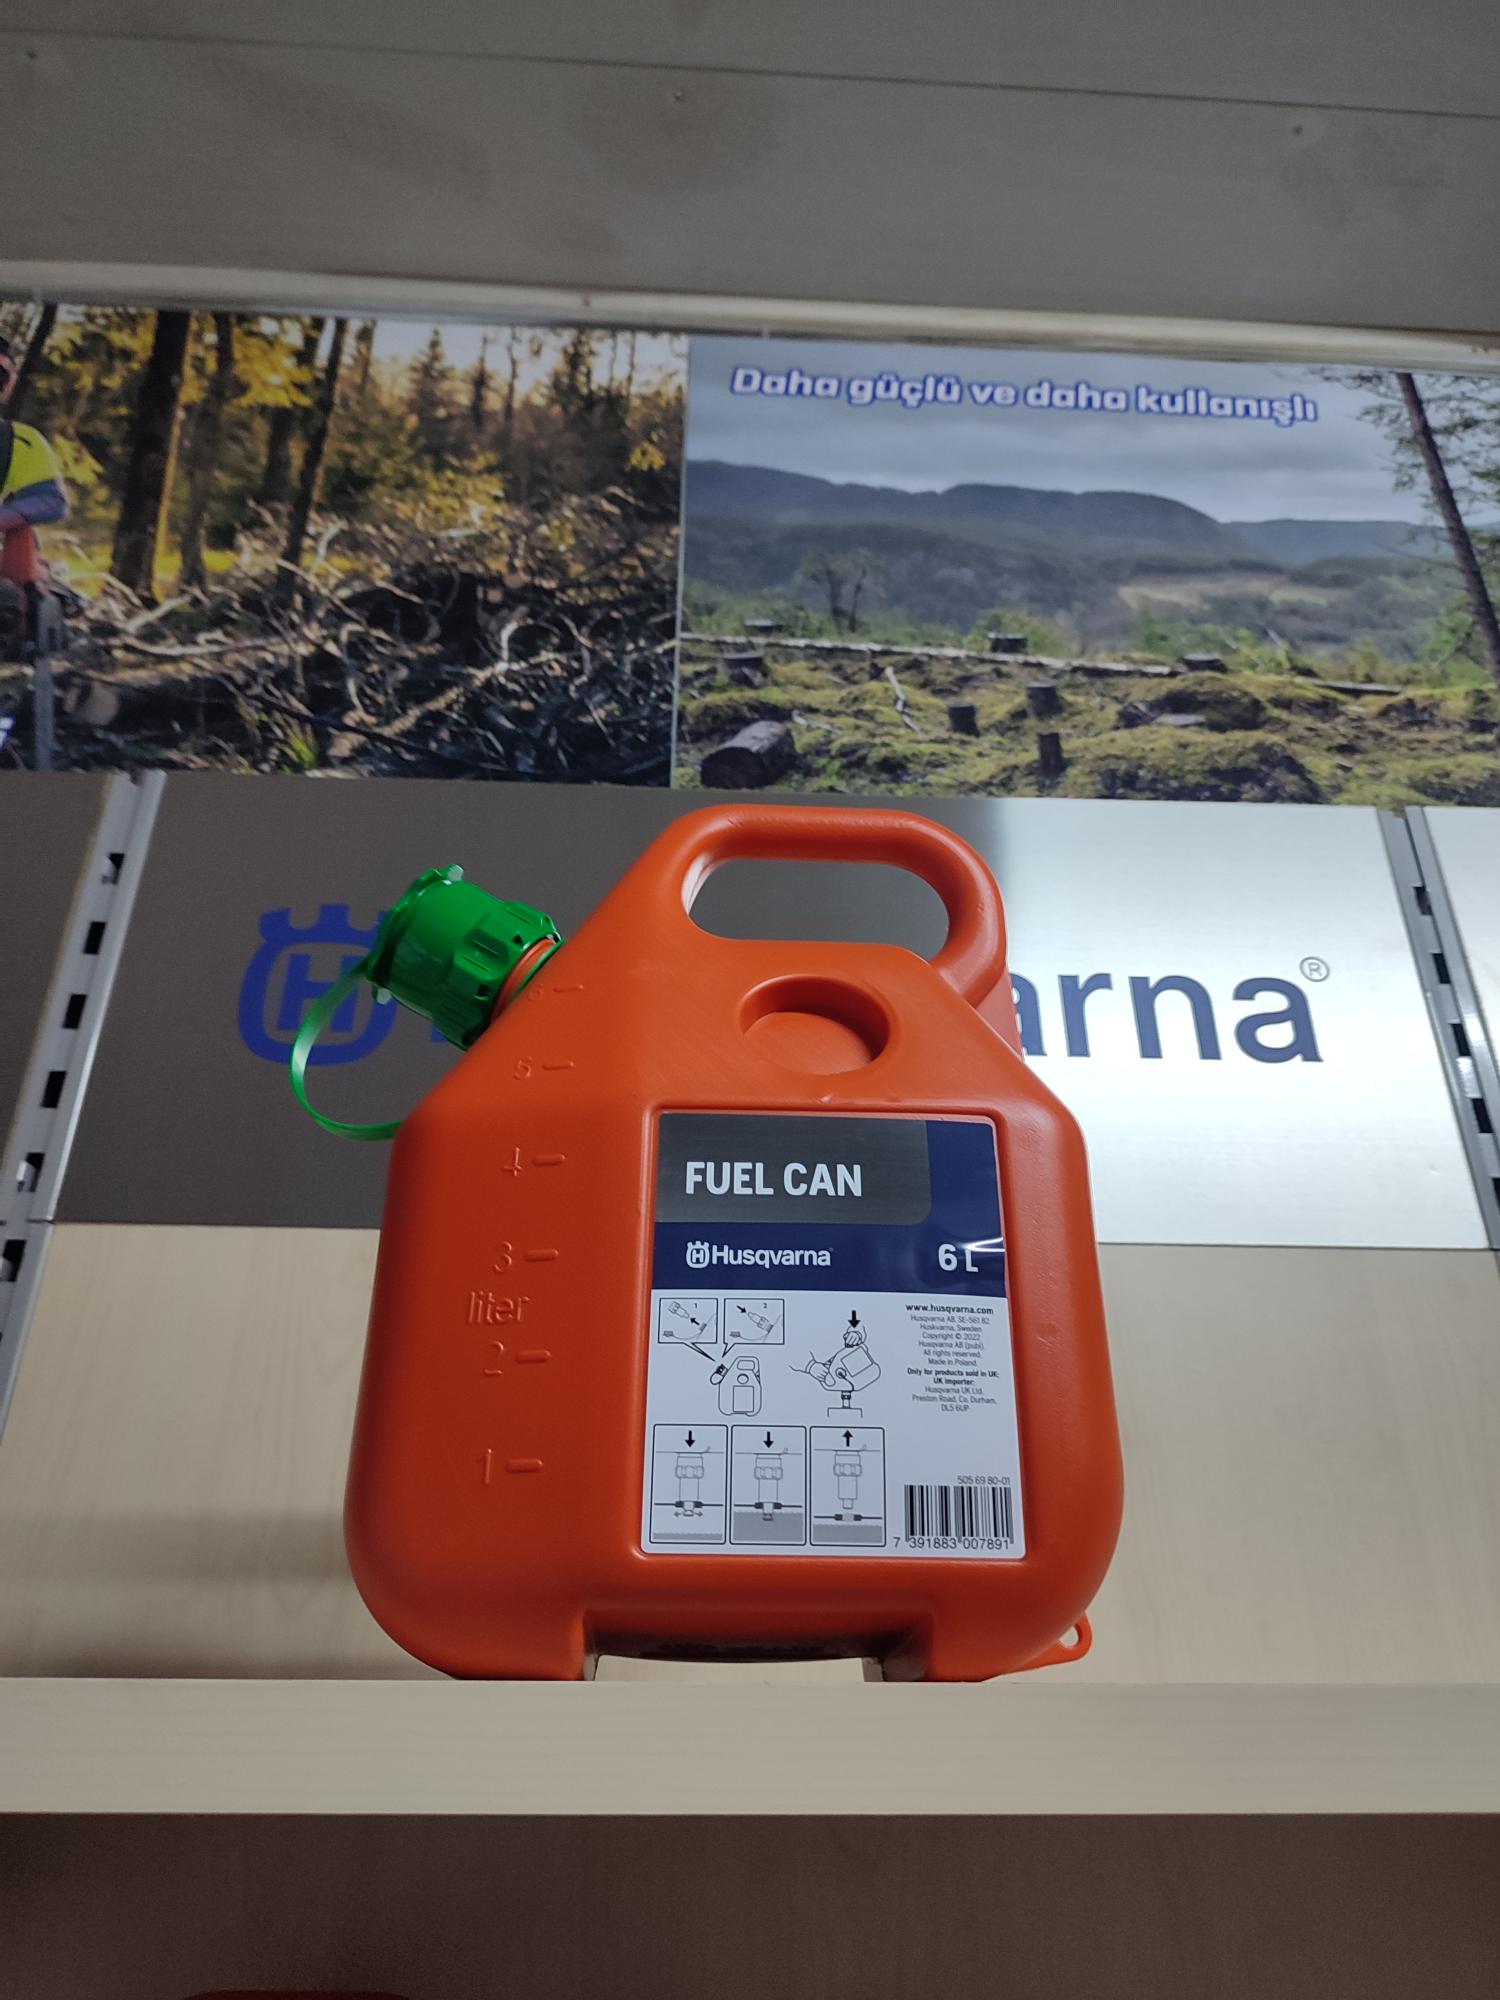 Daha güçlü ve daha kullanışlı
H
arna®
6
5
4
3
liter
2
1
FUEL CAN
H Husqvarna
6 L
1
2
www.husqvarna.com
Husqvarna AB, SE-561 82
Huskvarna, Sweden
Copyright © 2022
Husqvarna AB (publ).
All rights reserved.
Made in Poland.
Only for products sold in UK:
UK importer:
Husqvarna UK Ltd.
Preston Road, Co. Durham,
DL5 6UP
505 69 80-01
7 391883 007891